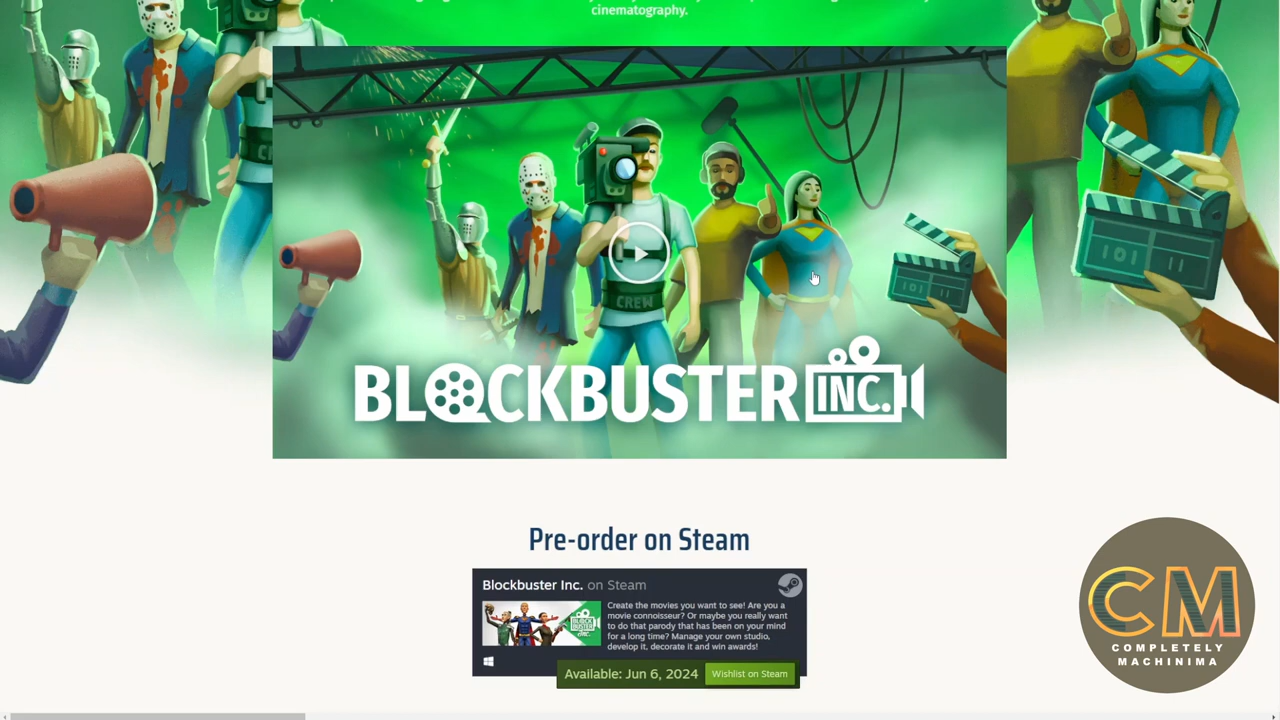 cinematography.
CREW
BLOCKBUSTER INC.
Pre-order on Steam
Blockbuster Inc. on Steam
Create the movies you want to see! Are you a
movie connoisseur? Or maybe you really want
to do that parody that has been on your mind
for a long time? Manage your own studio,
develop it, decorate it and win awards!
BLOCK
BUSTER
Inc.
Available: Jun 6, 2024
Wishlist on Steam
CM
COMPLETELY
MACHINIMA